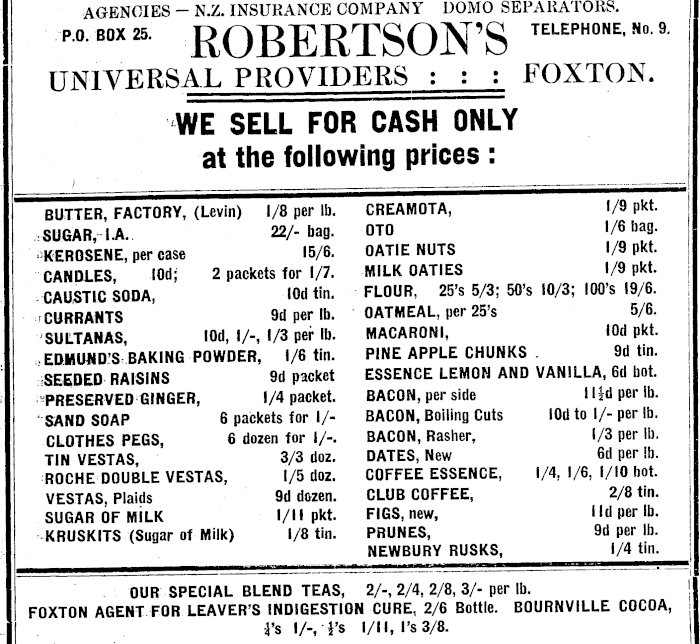 AGENCIES — N.Z. INSURANCE COMPANY DOMO SEPARATORS.
P.O. BOX 25.
ROBERTSON'S
TELEPHONE, No. 9.
UNIVERSAL PROVIDERS : : : FOXTON.
WE SELL FOR CASH ONLY
at the following prices :
BUTTER, FACTORY, (Levin) 1/8 per lb.
SUGAR, 1.A. 22/- bag.
KEROSENE, per case 15/6.
CANDLES, 10d; 2 packets for 1/7.
CAUSTIC SODA, 10d tin.
CURRANTS 9d per lb.
SULTANAS, 10d, 1/-, 1/3 per lb.
EDMUND'S BAKING POWDER, 1/6 tin.
SEEDED RAISINS 9d packet
PRESERVED GINGER, 1/4 packet.
SAND SOAP 6 packets for 1/-
CLOTHES PEGS, 6 dozen for 1/-.
TIN VESTAS, 3/3 doz.
ROCHE DOUBLE VESTAS, 1/5 doz.
VESTAS, Plaids 9d dozen.
SUGAR OF MILK 1/11 pkt.
KRUSKITS (Sugar of Milk) 1/8 tin.
CREAMOTA, 1/9 pkt.
OTO 1/6 bag.
OATIE NUTS 1/9 pkt.
MILK OATIES 1/9 pkt.
FLOUR, 25's 5/3; 50's 10/3; 100's 19/6.
OATMEAL, per 25's 5/6.
MACARONI, 10d pkt.
PINE APPLE CHUNKS 9d tin.
ESSENCE LEMON AND VANILLA, 6d bot.
BACON, per side 11½d per lb.
BACON, Boiling Cuts 10d to 1/- per lb.
BACON, Rasher, 1/3 per lb.
DATES, New 6d per lb.
COFFEE ESSENCE, 1/4, 1/6, 1/10 bot.
CLUB COFFEE, 2/8 tin.
FIGS, new, 11d per lb.
PRUNES, 9d per lb.
NEWBURY RUSKS, 1/4 tin.
OUR SPECIAL BLEND TEAS, 2/-, 2/4, 2/8, 3/- per lb.
FOXTON AGENT FOR LEAVER'S INDIGESTION CURE, 2/6 Bottle. BOURNVILLE COCOA,
¼'s 1/-, ½'s 1/11, 1's 3/8.